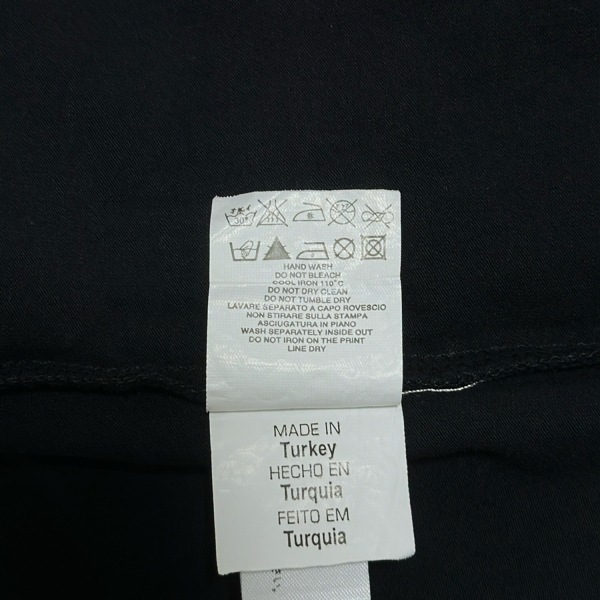 30
HAND WASH
DO NOT BLEACH
COOL IRON 110°C
DO NOT DRY CLEAN
DO NOT TUMBLE DRY
LAVARE SEPARATO A CAPO ROVESCIO
NON STIRARE SULLA STAMPA
ASCIUGATURA IN PIANO
WASH SEPARATELY INSIDE OUT
DO NOT IRON ON THE PRINT
LINE DRY
MADE IN
Turkey
HECHO EN
Turquia
FEITO EM
Turquia